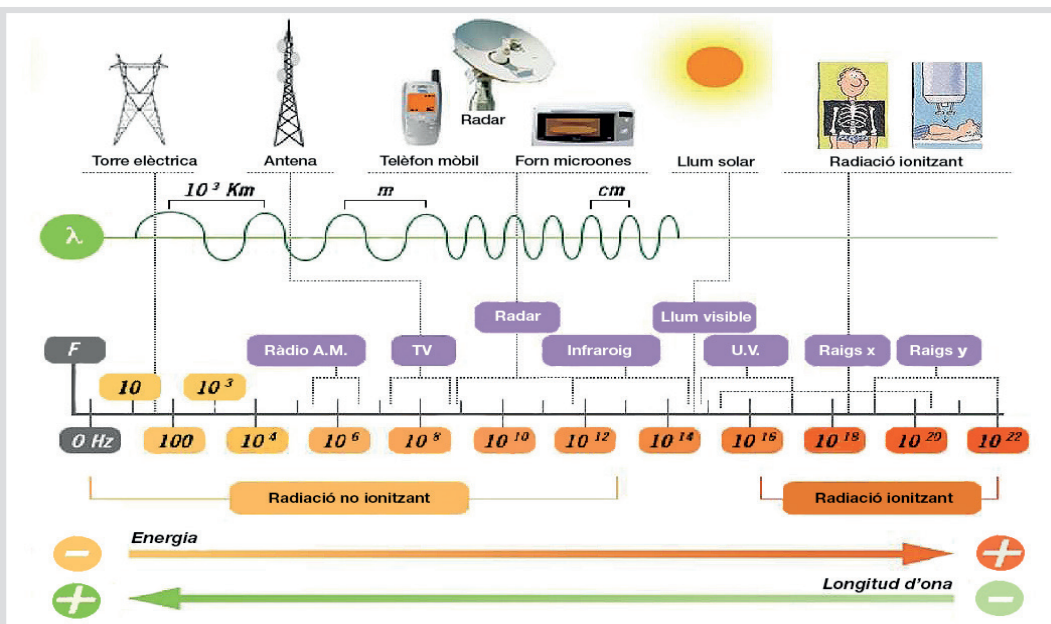 Radar
Torre elèctrica
Antena
Telèfon mòbil
Forn microones
Llum solar
Radiació ionitzant
10³ Km
m
cm
λ
Radar
Llum visible
F
Ràdio A.M.
TV
Infraroig
U.V.
Raigs x
Raigs y
10
10³
0 Hz
100
10⁴
10⁶
10⁸
10¹⁰
10¹²
10¹⁴
10¹⁶
10¹⁸
10²⁰
10²²
Radiació no ionitzant
Radiació ionitzant
Energia
−
+
Longitud d'ona
+
−